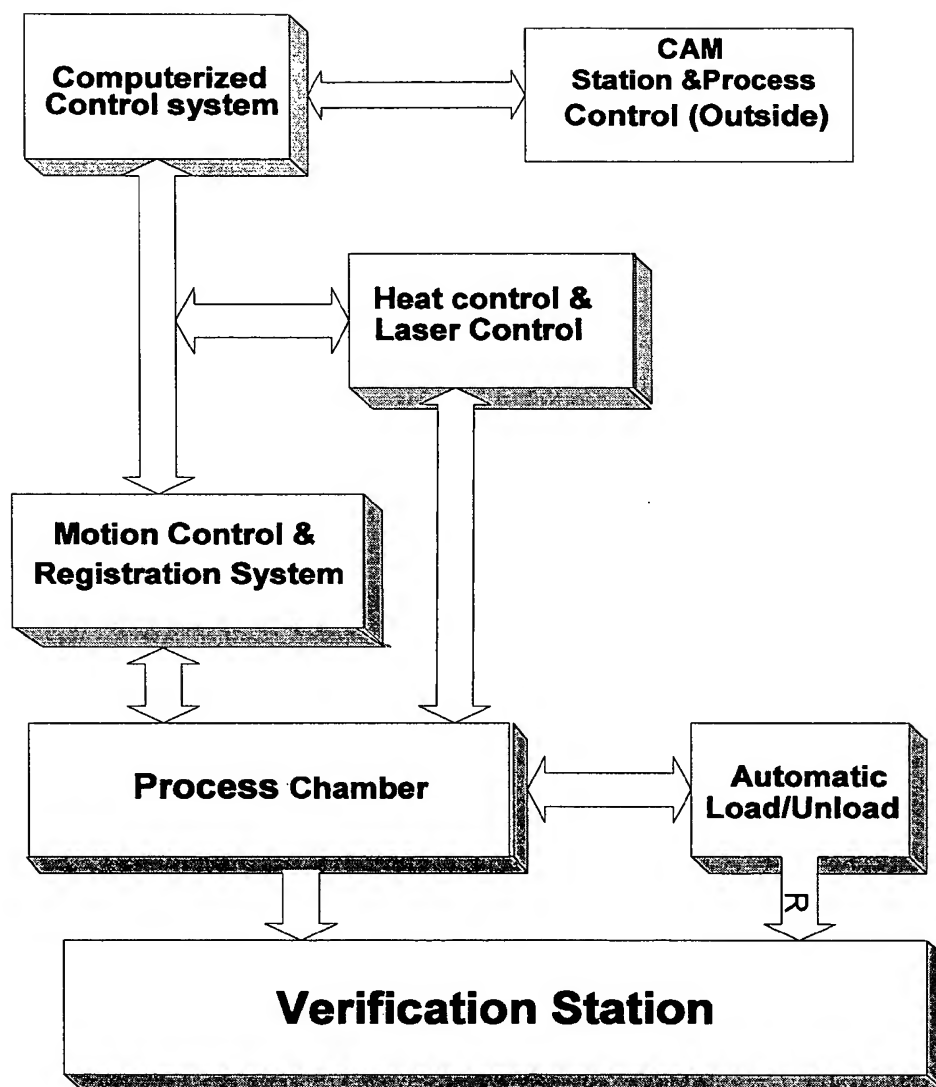 Computerized
Control system
CAM
Station &Process
Control (Outside)
Heat control &
Laser Control
Motion Control &
Registration System
Process Chamber
Automatic
Load/Unload
R
Verification Station